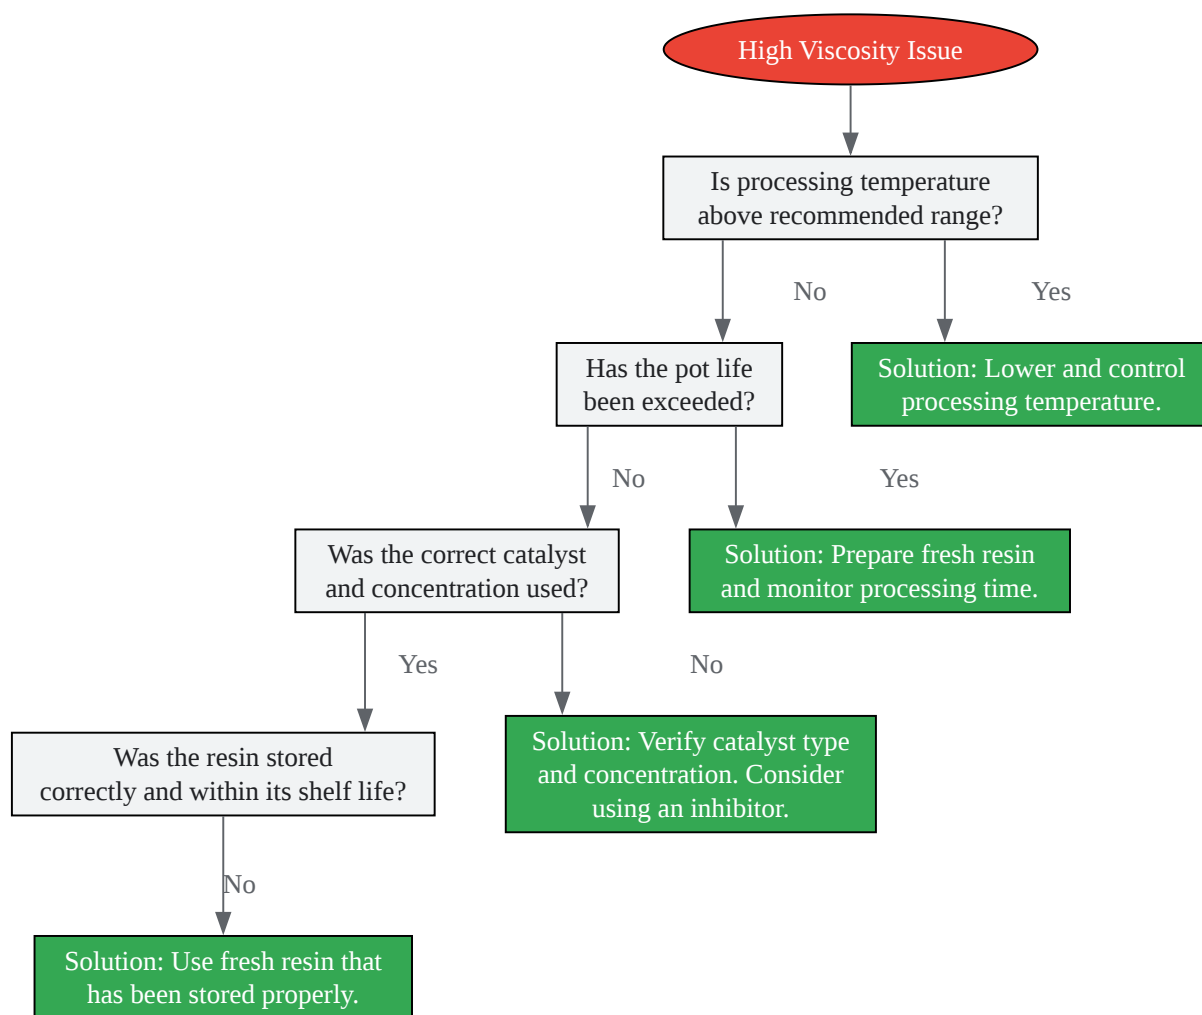 High Viscosity Issue
Is processing temperature
above recommended range?
No
Yes
Has the pot life
been exceeded?
Solution: Lower and control
processing temperature.
No
Yes
Was the correct catalyst
and concentration used?
Solution: Prepare fresh resin
and monitor processing time.
Yes
No
Was the resin stored
correctly and within its shelf life?
Solution: Verify catalyst type
and concentration. Consider
using an inhibitor.
No
Solution: Use fresh resin that
has been stored properly.